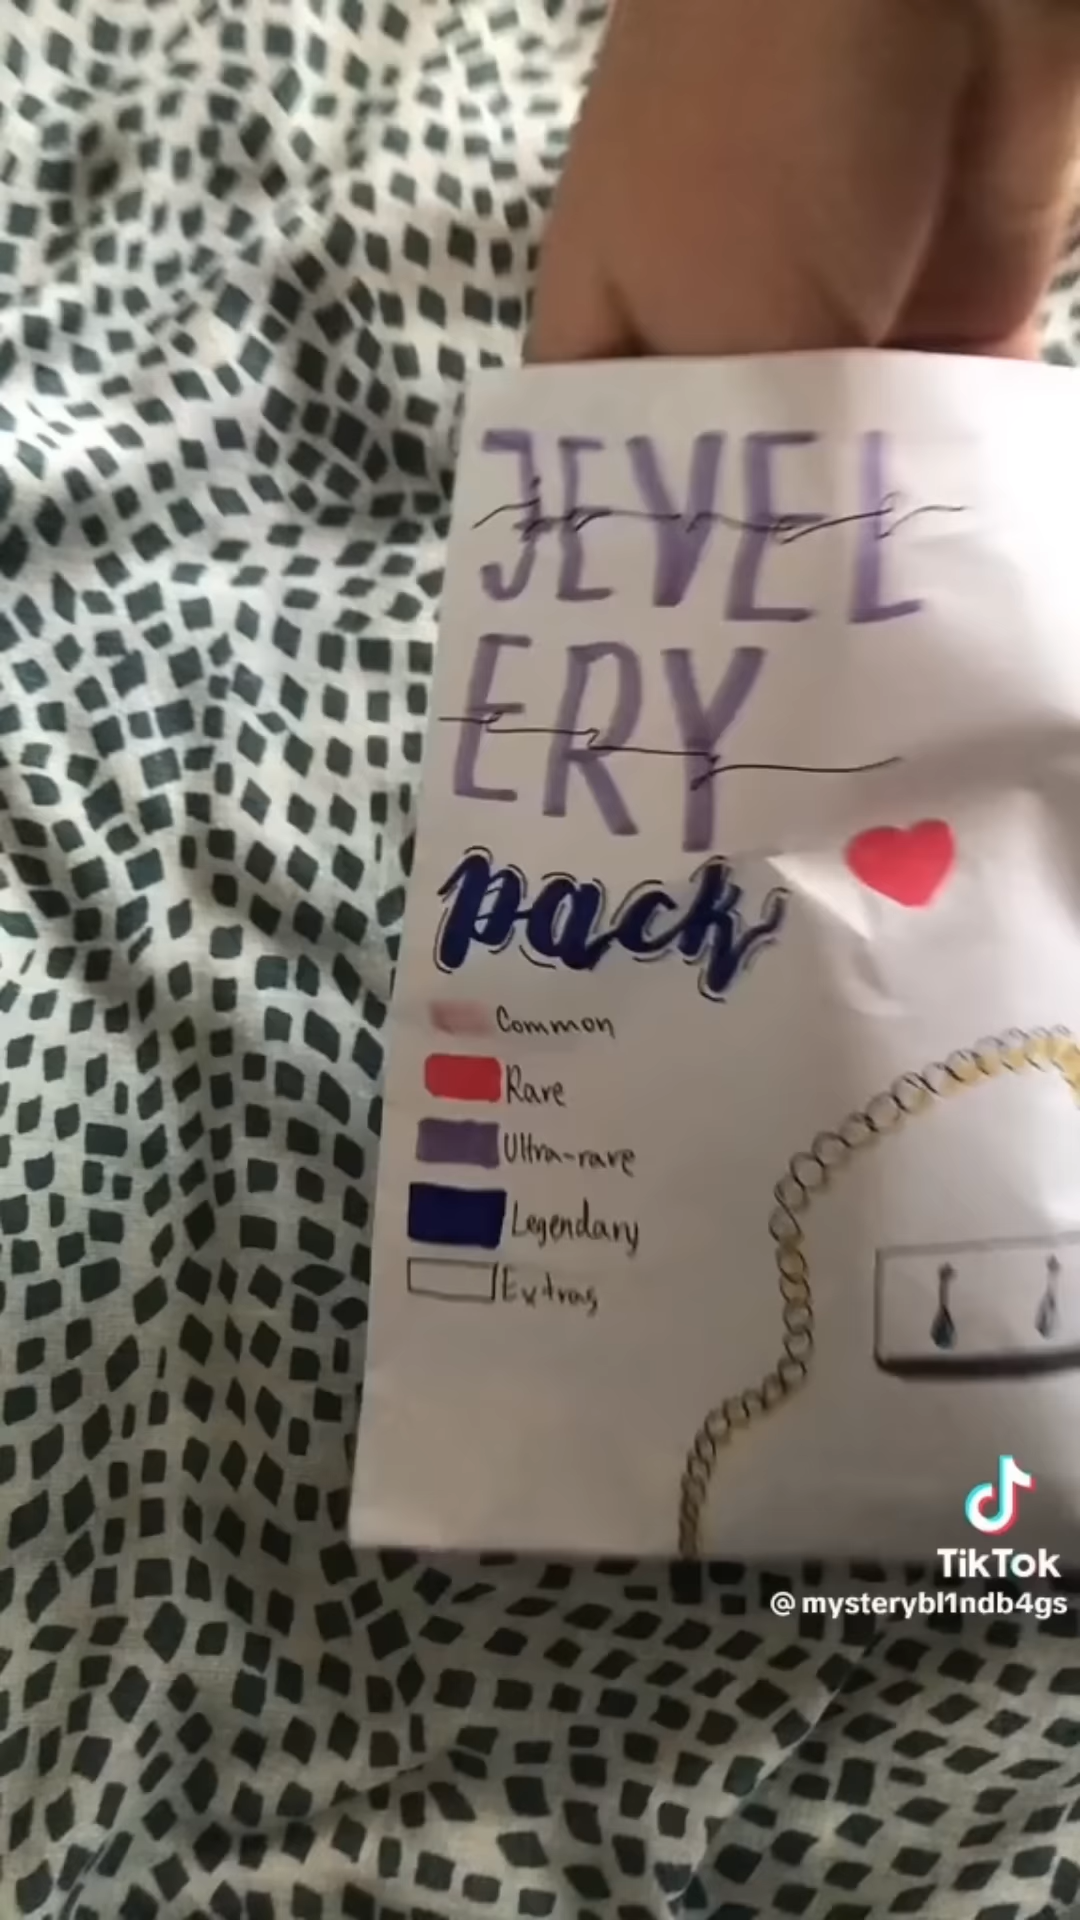 JEVEL
ERY
pack
Common
Rare
Ultra-rare
Legendary
Extras
TikTok
@mysterybl1ndb4gs